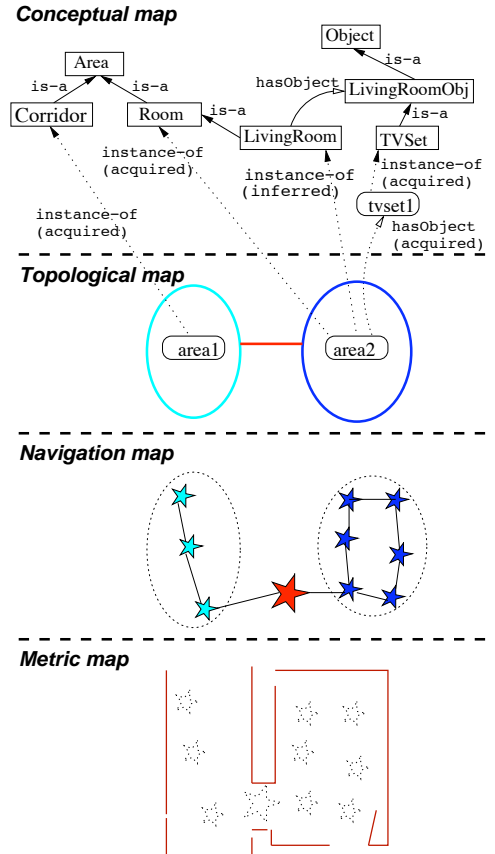 Conceptual map
Object
Area
is-a
is-a
is-a
hasObject
LivingRoomObj
Corridor
Room
is-a
LivingRoom
is-a
TVSet
instance-of
(acquired)
instance-of
(inferred)
instance-of
(acquired)
tvset1
instance-of
(acquired)
hasObject
(acquired)
Topological map
area1
area2
Navigation map
Metric map